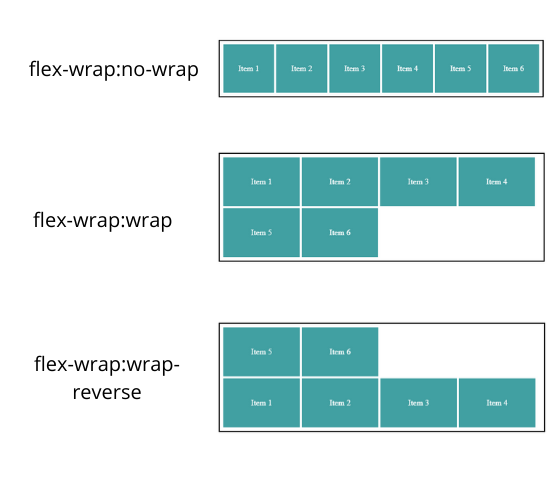 flex-wrap:no-wrap
Item 1 Item 2 Item 3 Item 4 Item 5 Item 6
flex-wrap:wrap
Item 1 Item 2 Item 3 Item 4
Item 5 Item 6
flex-wrap:wrap-
reverse
Item 5 Item 6
Item 1 Item 2 Item 3 Item 4